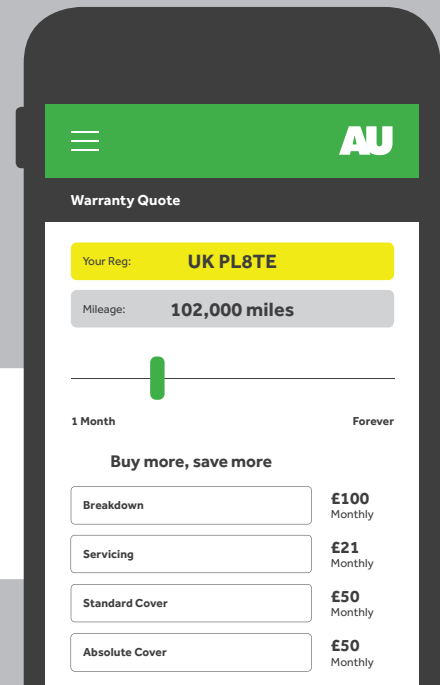 AU
Warranty Quote
Your Reg: UK PL8TE
Mileage: 102,000 miles
1 Month Forever
Buy more, save more
Breakdown £100 Monthly
Servicing £21 Monthly
Standard Cover £50 Monthly
Absolute Cover £50 Monthly